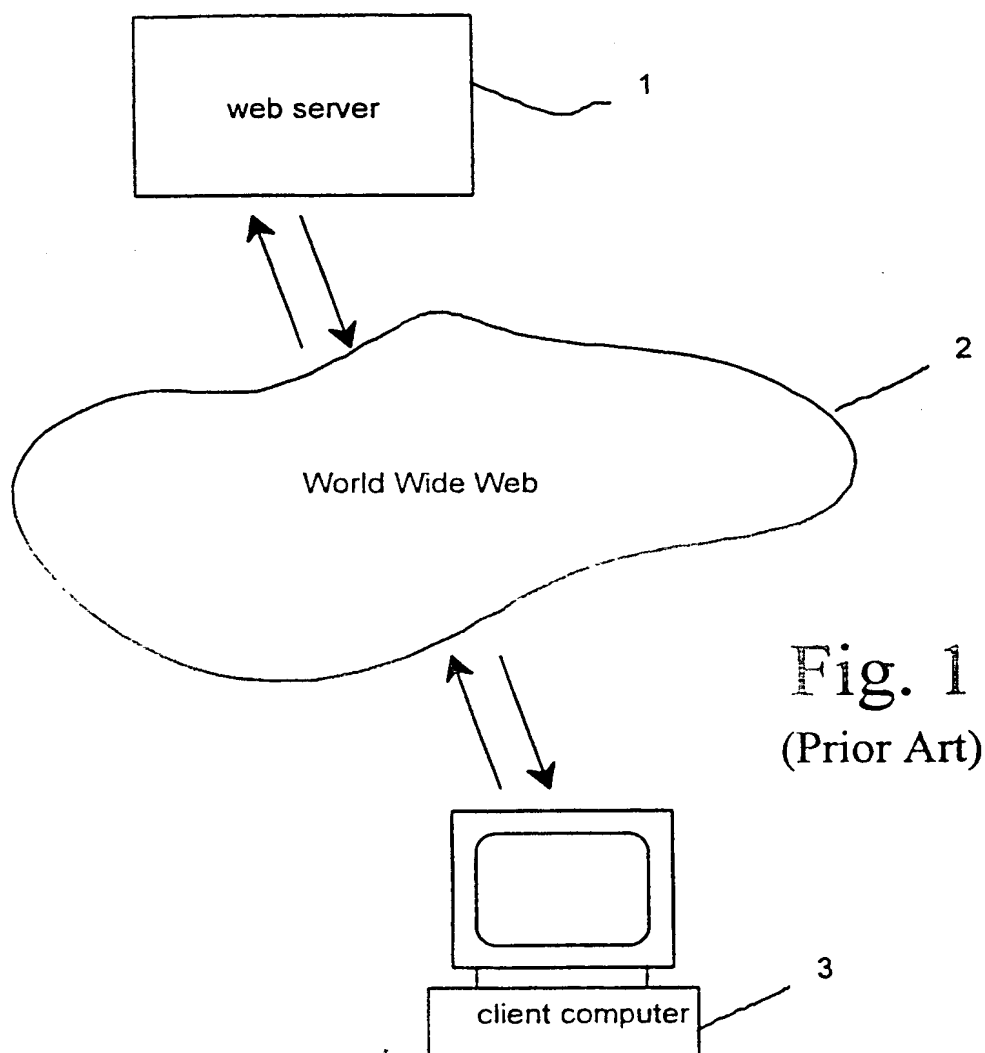 web server
1
2
World Wide Web
Fig. 1
(Prior Art)
3
client computer